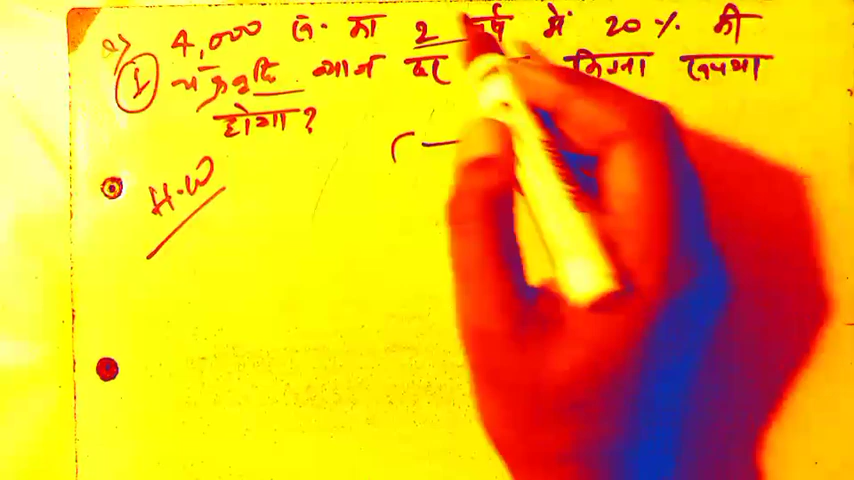 Q> 4,000 रु. का 2 वर्ष में 20 % की
① चक्रवृद्धि ब्याज दर कितना रुपया
होगा ?
H.W